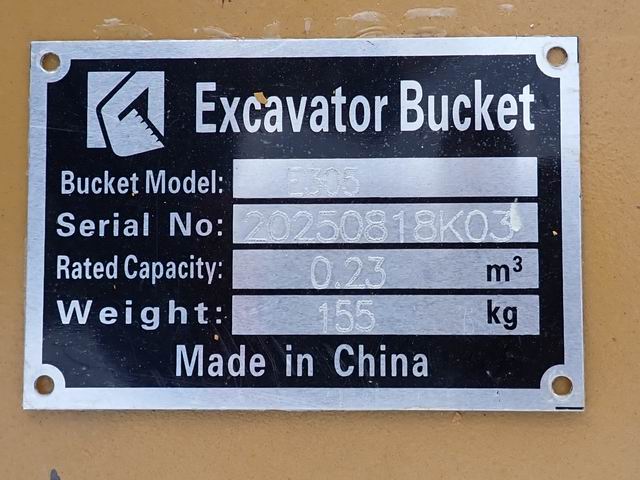 Excavator Bucket
Bucket Model: E305
Serial No: 20250818K03
Rated Capacity: 0.23 m³
Weight: 155 kg
Made in China